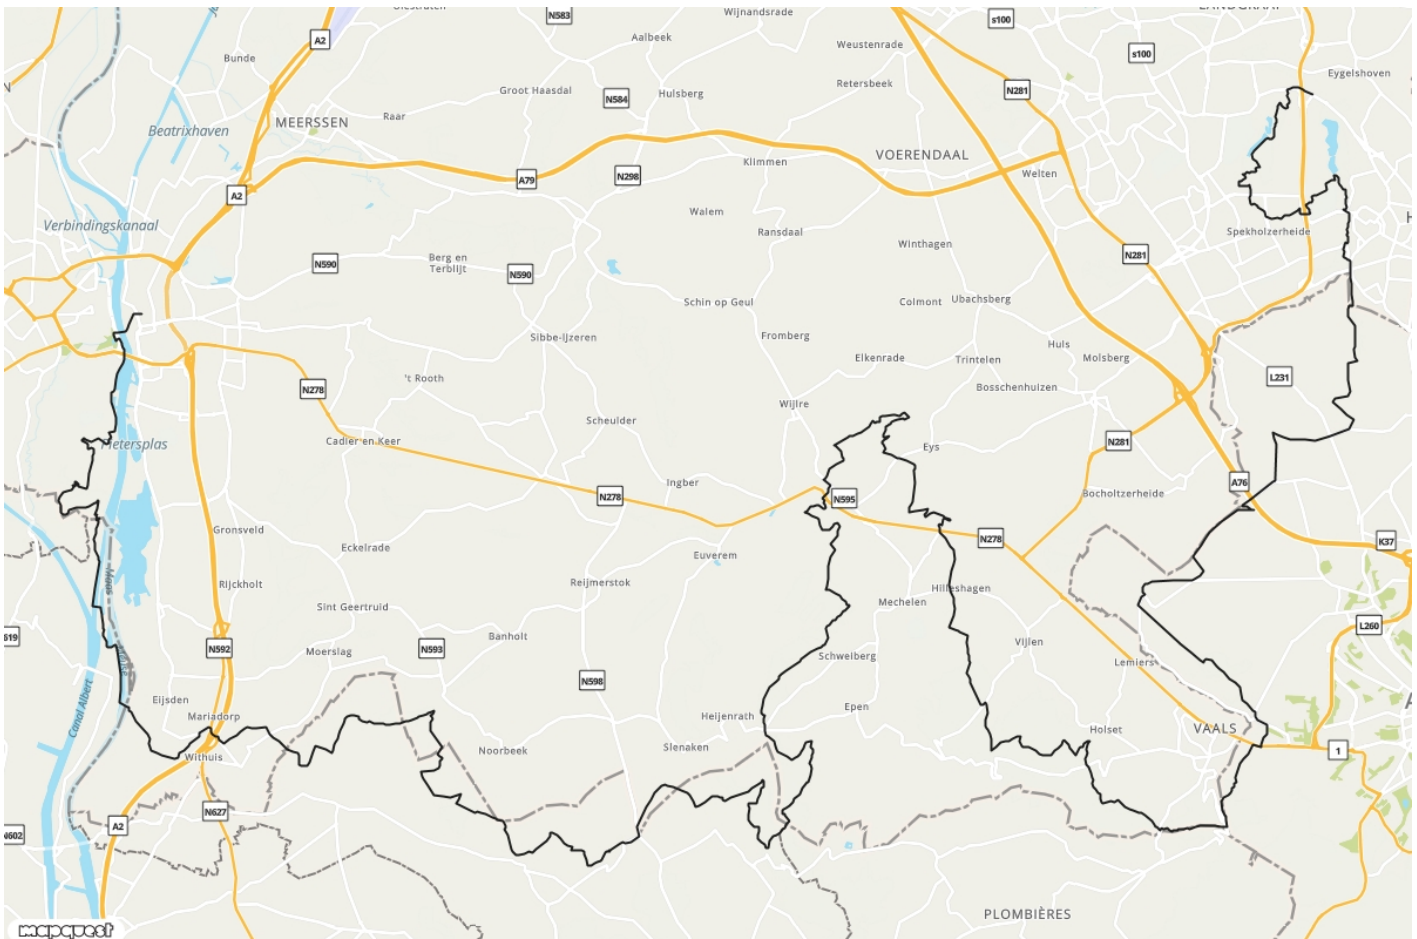 N583
Wijnandsrade
s100
A2
Aalbeek
Weustenrade
s100
Bunde
Eygelshoven
Groot Haasdal
N584
Hulsberg
Retersbeek
N281
MEERSSEN
Raar
Beatrixhaven
Klimmen
VOERENDAAL
A79
N298
Welten
A2
Walem
Verbindingskanaal
Ransdaal
Spekholzerheide
Winthagen
N590
Berg en
Terblijt
N590
N281
Schin op Geul
Colmont
Ubachsberg
Sibbe-IJzeren
Fromberg
Huls
Elkenrade
Trintelen
Molsberg
't Rooth
L231
N278
Bosschenhuizen
Wijlre
Scheulder
Cadier en Keer
Pietersplas
Eys
N281
Ingber
A76
N278
N595
Bocholtzerheide
Gronsveld
N278
K37
Eckelrade
Euverem
Maas
Rijckholt
Reijmerstok
Hilleshagen
Mechelen
Sint Geertruid
L260
Banholt
N592
Moerslag
N593
Vijlen
Schweiberg
Lemiers
N598
Eijsden
Canal Albert
Mariadorp
Heijenrath
Epen
Holset
VAALS
Noorbeek
Slenaken
1
Withuis
N627
A2
N602
PLOMBIÈRES
mapquest